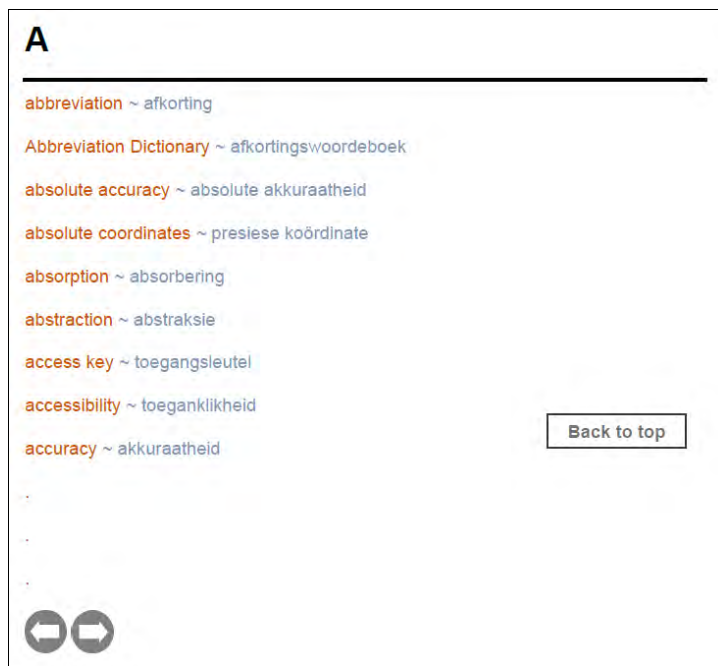 A
abbreviation ~ afkorting
Abbreviation Dictionary ~ afkortingswoordeboek
absolute accuracy ~ absolute akkuraatheid
absolute coordinates ~ presiese koördinate
absorption ~ absorbering
abstraction ~ abstraksie
access key ~ toegangsleutel
accessibility ~ toeganklikheid
Back to top
accuracy ~ akkuraatheid
.
.
.